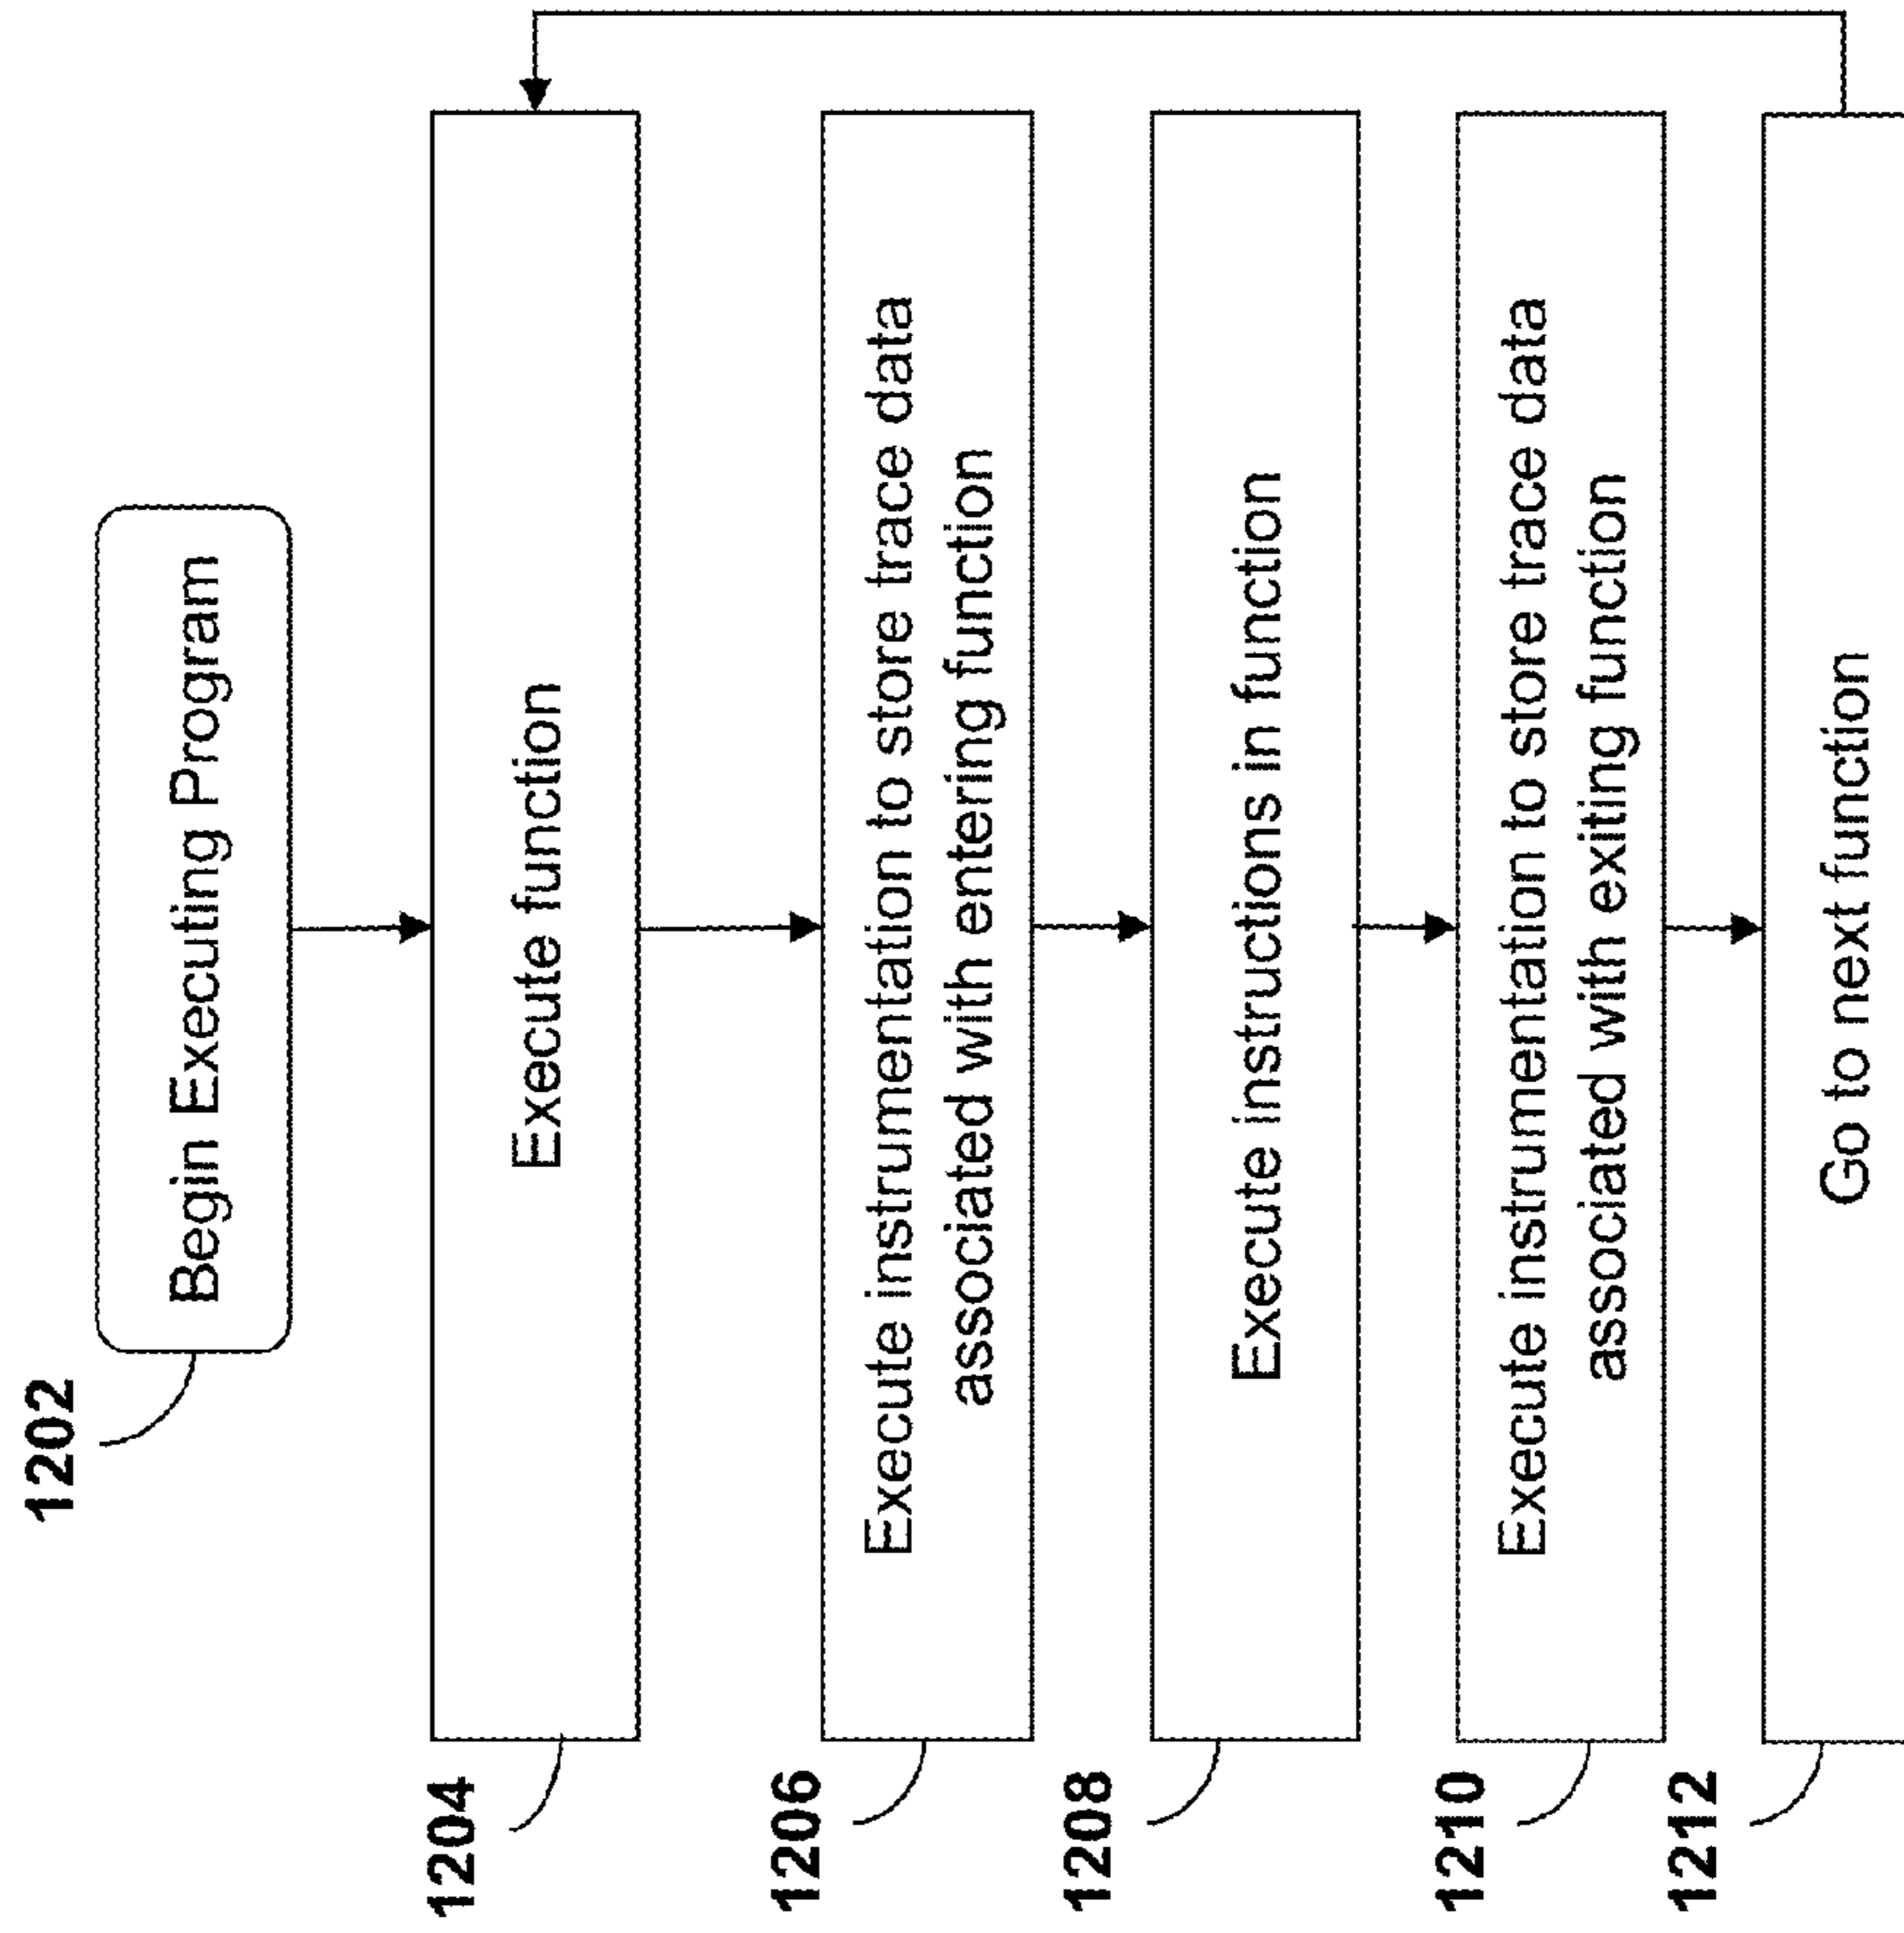 1202
Begin Executing Program
1204
Execute function
1206
Execute instrumentation to store trace data
associated with entering function
1208
Execute instructions in function
1210
Execute instrumentation to store trace data
associated with exiting function
1212
Go to next function